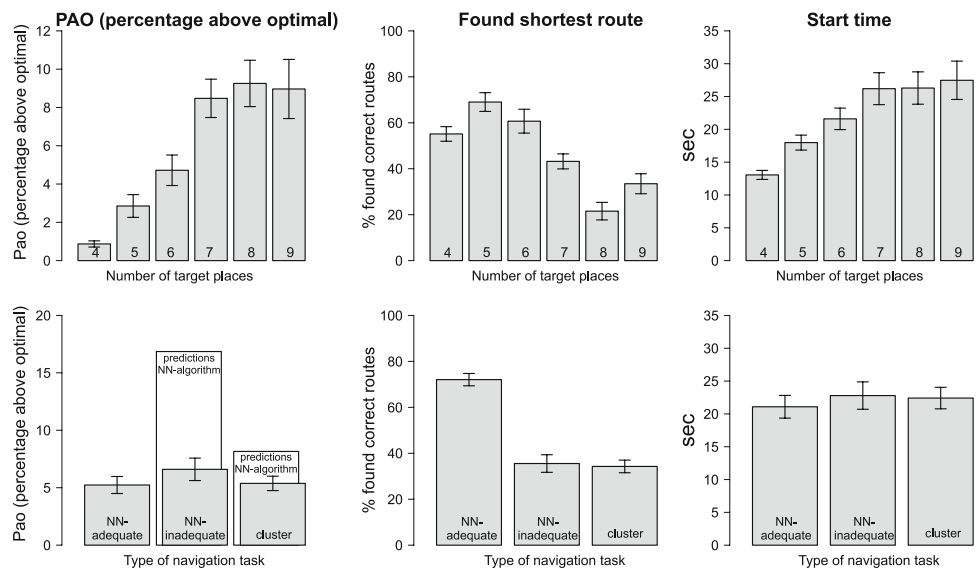 PAO (percentage above optimal)
Pao (percentage above optimal)
12
10
8
6
4
2
0
4 5 6 7 8 9
Number of target places
Found shortest route
% found correct routes
100
80
60
40
20
0
4 5 6 7 8 9
Number of target places
Start time
sec
35
30
25
20
15
10
5
0
4 5 6 7 8 9
Number of target places
Pao (percentage above optimal)
20
15
10
5
0
predictions
NN-algorithm
predictions
NN-algorithm
NN-
adequate
NN-
inadequate
cluster
Type of navigation task
% found correct routes
100
80
60
40
20
0
NN-
adequate
NN-
inadequate
cluster
Type of navigation task
sec
35
30
25
20
15
10
5
0
NN-
adequate
NN-
inadequate
cluster
Type of navigation task